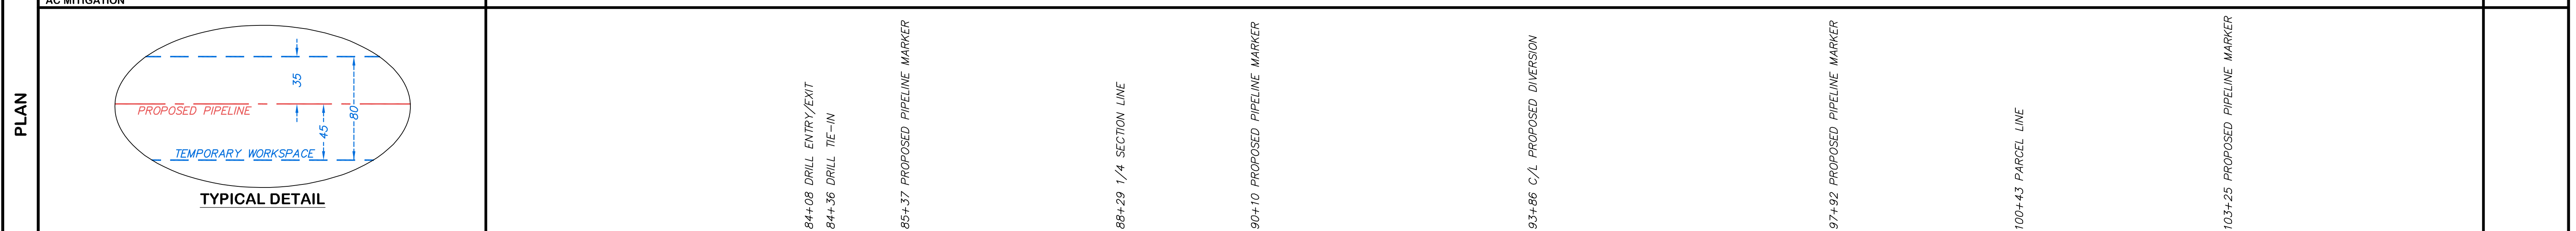 AC MITIGATION
PLAN
35
PROPOSED PIPELINE
80
45
TEMPORARY WORKSPACE
TYPICAL DETAIL
84+08 DRILL ENTRY/EXIT
84+36 DRILL TIE-IN
85+37 PROPOSED PIPELINE MARKER
88+29 1/4 SECTION LINE
90+10 PROPOSED PIPELINE MARKER
93+86 C/L PROPOSED DIVERSION
97+92 PROPOSED PIPELINE MARKER
100+43 PARCEL LINE
103+25 PROPOSED PIPELINE MARKER